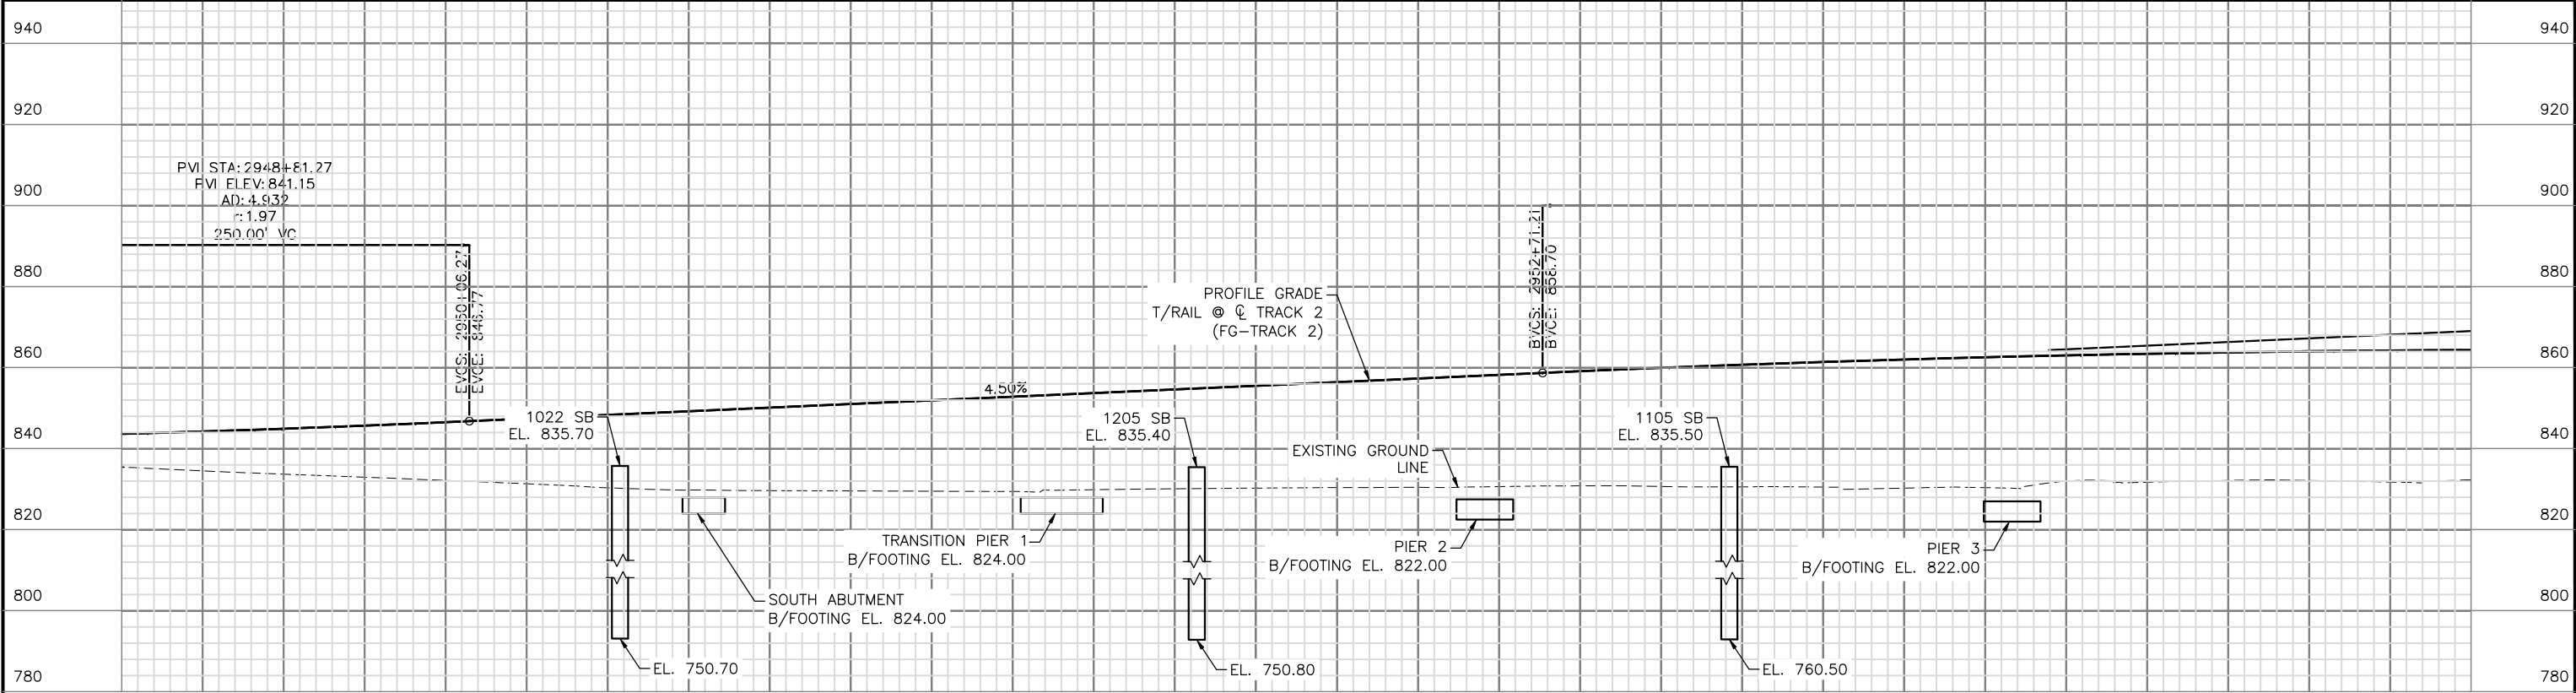 940
940
920
920
PVI STA: 2948+81.27
PVI ELEV: 841.15
AD: 4.932
r: 1.97
250.00' VC
900
900
EVCS: 2950+06.27
EVCE: 846.77
BVCS: 2952+71.21
BVCE: 858.70
880
880
PROFILE GRADE
T/RAIL @ ℄ TRACK 2
(FG-TRACK 2)
860
860
4.50%
1022 SB
EL. 835.70
1205 SB
EL. 835.40
1105 SB
EL. 835.50
840
840
EXISTING GROUND
LINE
820
820
TRANSITION PIER 1
B/FOOTING EL. 824.00
PIER 2
B/FOOTING EL. 822.00
PIER 3
B/FOOTING EL. 822.00
800
800
SOUTH ABUTMENT
B/FOOTING EL. 824.00
EL. 750.70
EL. 750.80
EL. 760.50
780
780